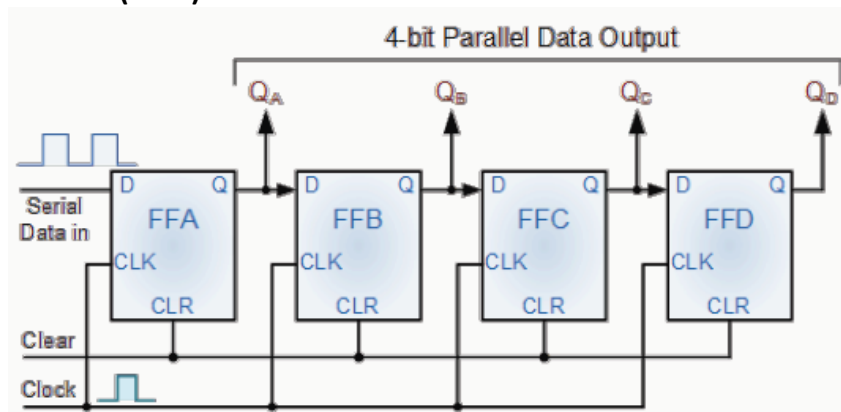 4-bit Parallel Data Output
QA QB QC QD
D Q D Q D Q D Q
Serial
Data in
FFA FFB FFC FFD
CLK CLK CLK CLK
CLR CLR CLR CLR
Clear
Clock